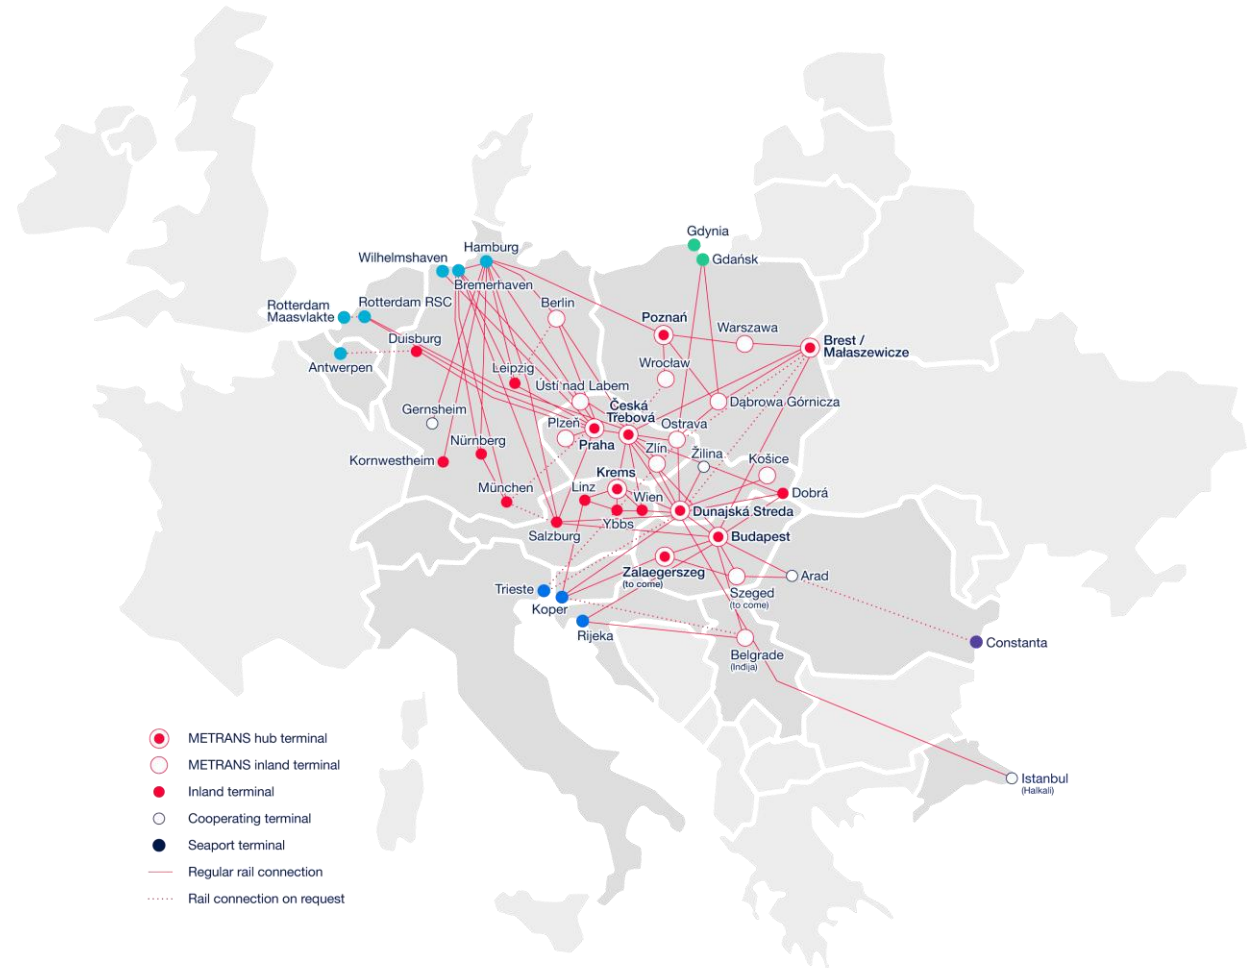 Gdynia
Gdańsk
Hamburg
Wilhelmshaven
Bremerhaven
Rotterdam
Maasvlakte
Rotterdam RSC
Berlin
Poznań
Warszawa
Brest /
Małaszewicze
Duisburg
Antwerpen
Wrocław
Leipzig
Ústí nad Labem
Dąbrowa Górnicza
Česká
Třebová
Gernsheim
Plzeň
Praha
Ostrava
Nürnberg
Zlín
Žilina
Košice
Kornwestheim
Krems
München
Linz
Wien
Dobrá
Dunajská Streda
Ybbs
Salzburg
Budapest
Zalaegerszeg
(to come)
Arad
Trieste
Koper
Szeged
(to come)
Rijeka
Constanta
Belgrade
(Inđija)
METRANS hub terminal
METRANS inland terminal
Inland terminal
Cooperating terminal
Seaport terminal
Regular rail connection
Rail connection on request
Istanbul
(Halkali)